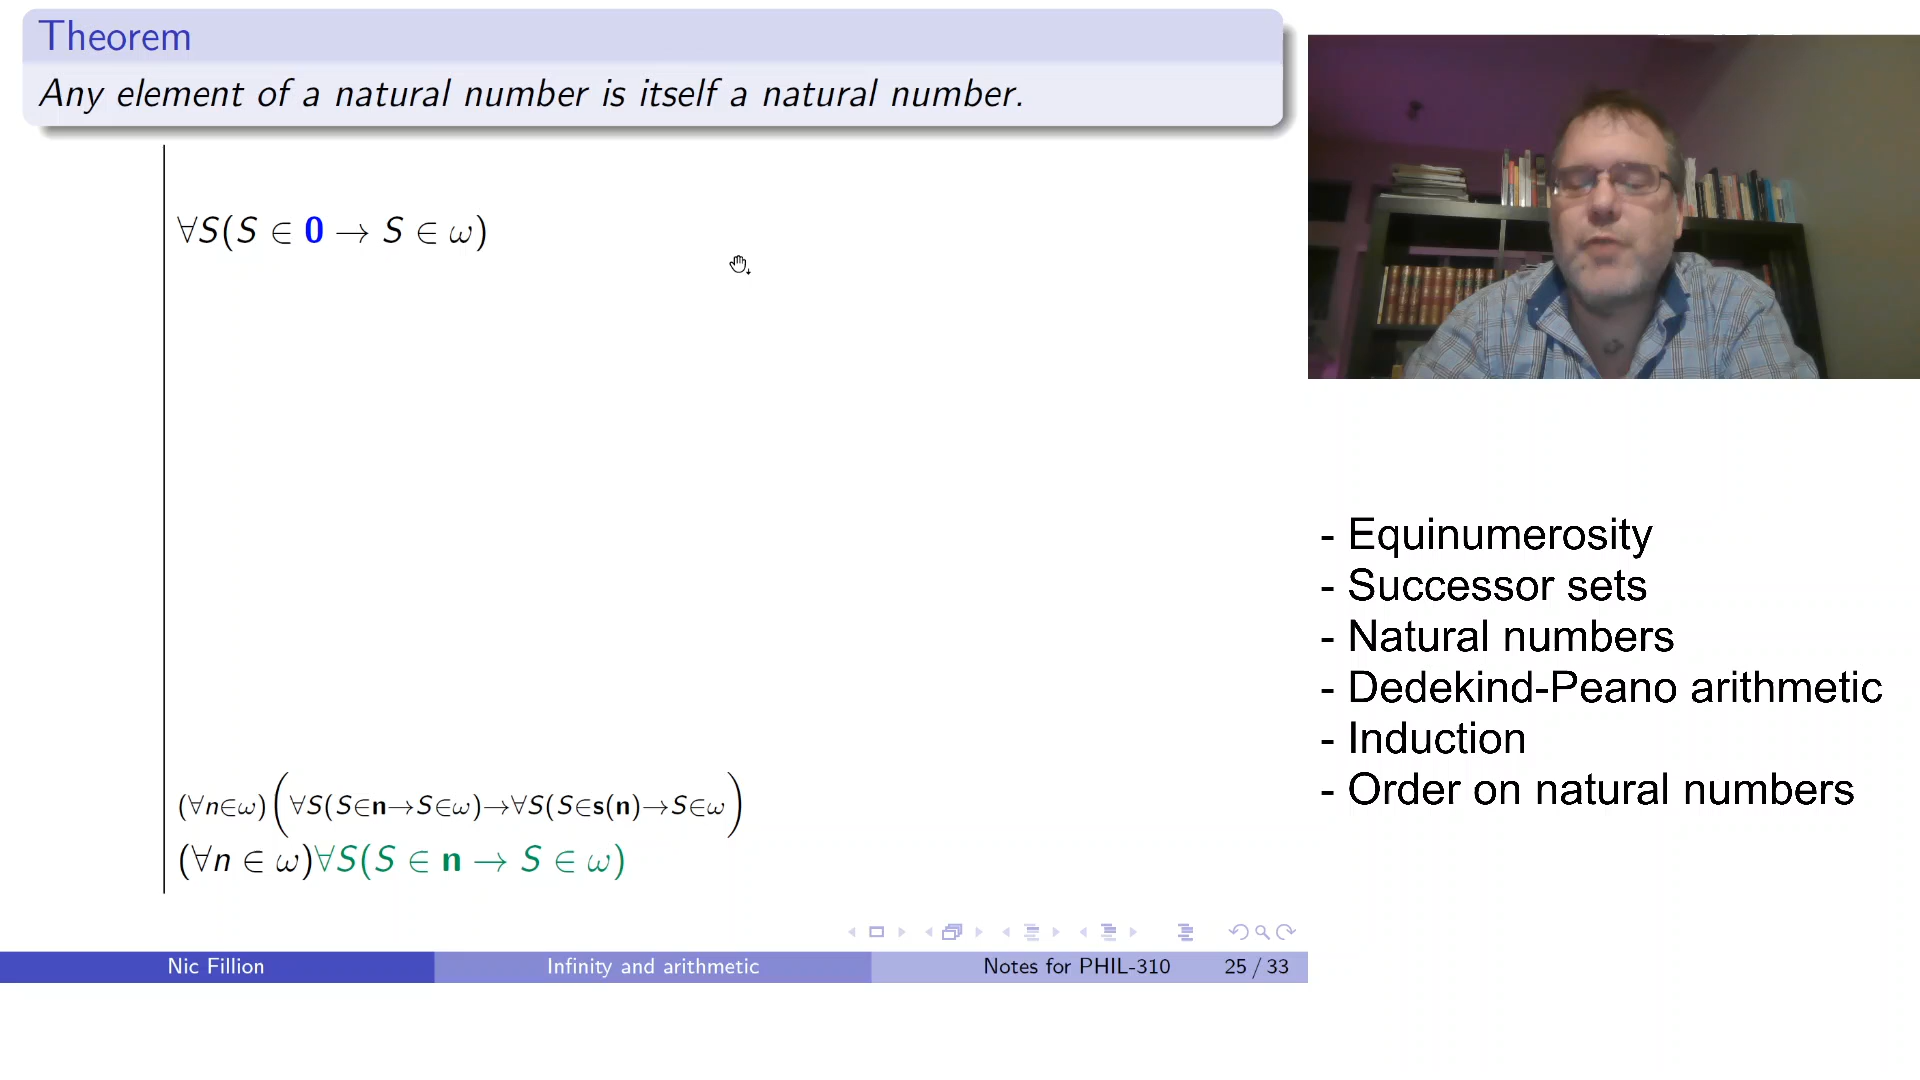 Theorem
Any element of a natural number is itself a natural number.
∀S(S ∈ 0 → S ∈ ω)
(∀n∈ω)(∀S(S∈n→S∈ω)→∀S(S∈s(n)→S∈ω)
(∀n ∈ ω)∀S(S ∈ n → S ∈ ω)
Nic Fillion
Infinity and arithmetic
Notes for PHIL-310
25 / 33
- Equinumerosity
- Successor sets
- Natural numbers
- Dedekind-Peano arithmetic
- Induction
- Order on natural numbers